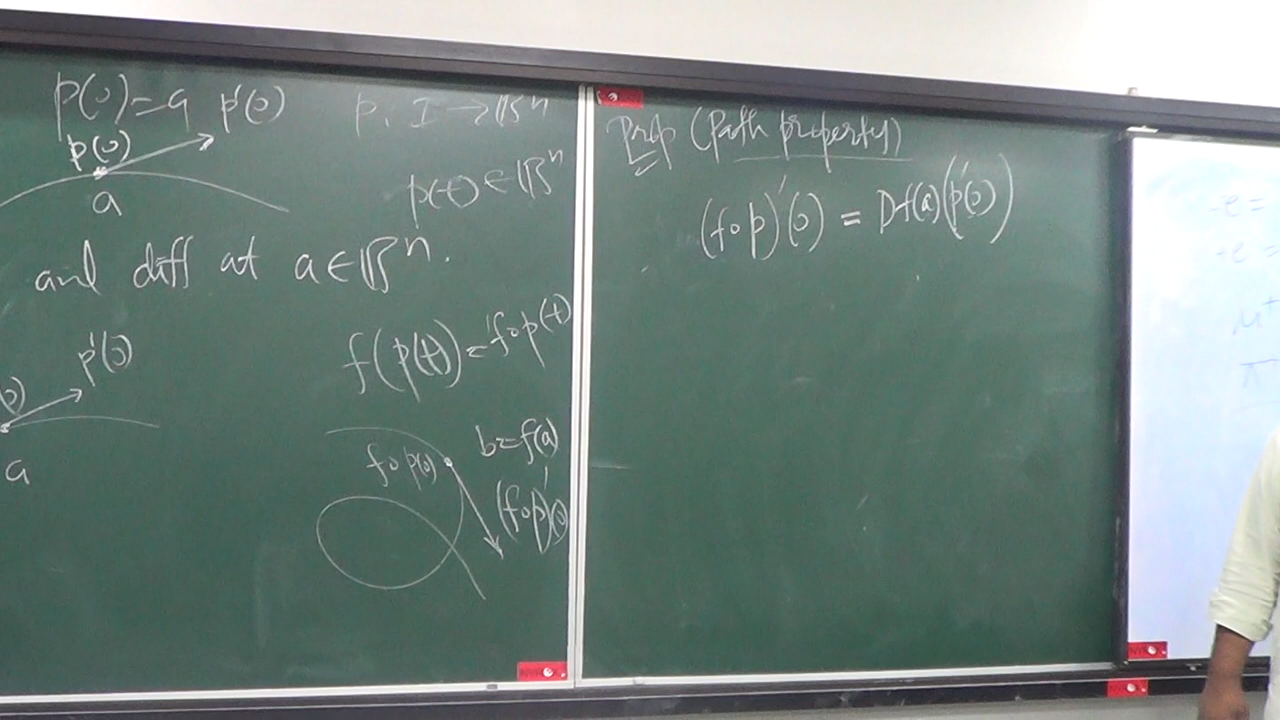 p(0)=a p'(0) p: I → ℝⁿ
p(0)
a
p(t) ∈ ℝⁿ
and diff at a ∈ ℝⁿ.
f(p(t)) = f∘p(t)
p'(0)
a
f∘p(0)
b=f(a)
(f∘p)'(0)
Prop (Path property)
(f∘p)'(0) = Df(a)(p'(0))